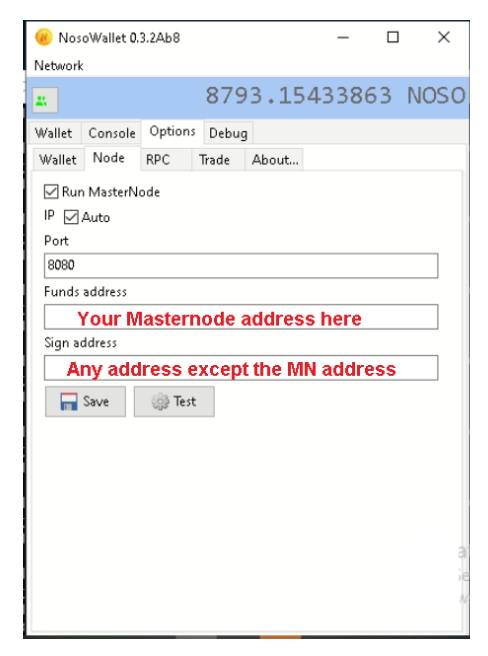 NosoWallet 0.3.2Ab8
Network
8793.15433863 NOSO
Wallet Console Options Debug
Wallet Node RPC Trade About...
Run MasterNode
IP Auto
Port
8080
Funds address
Your Masternode address here
Sign address
Any address except the MN address
Save Test